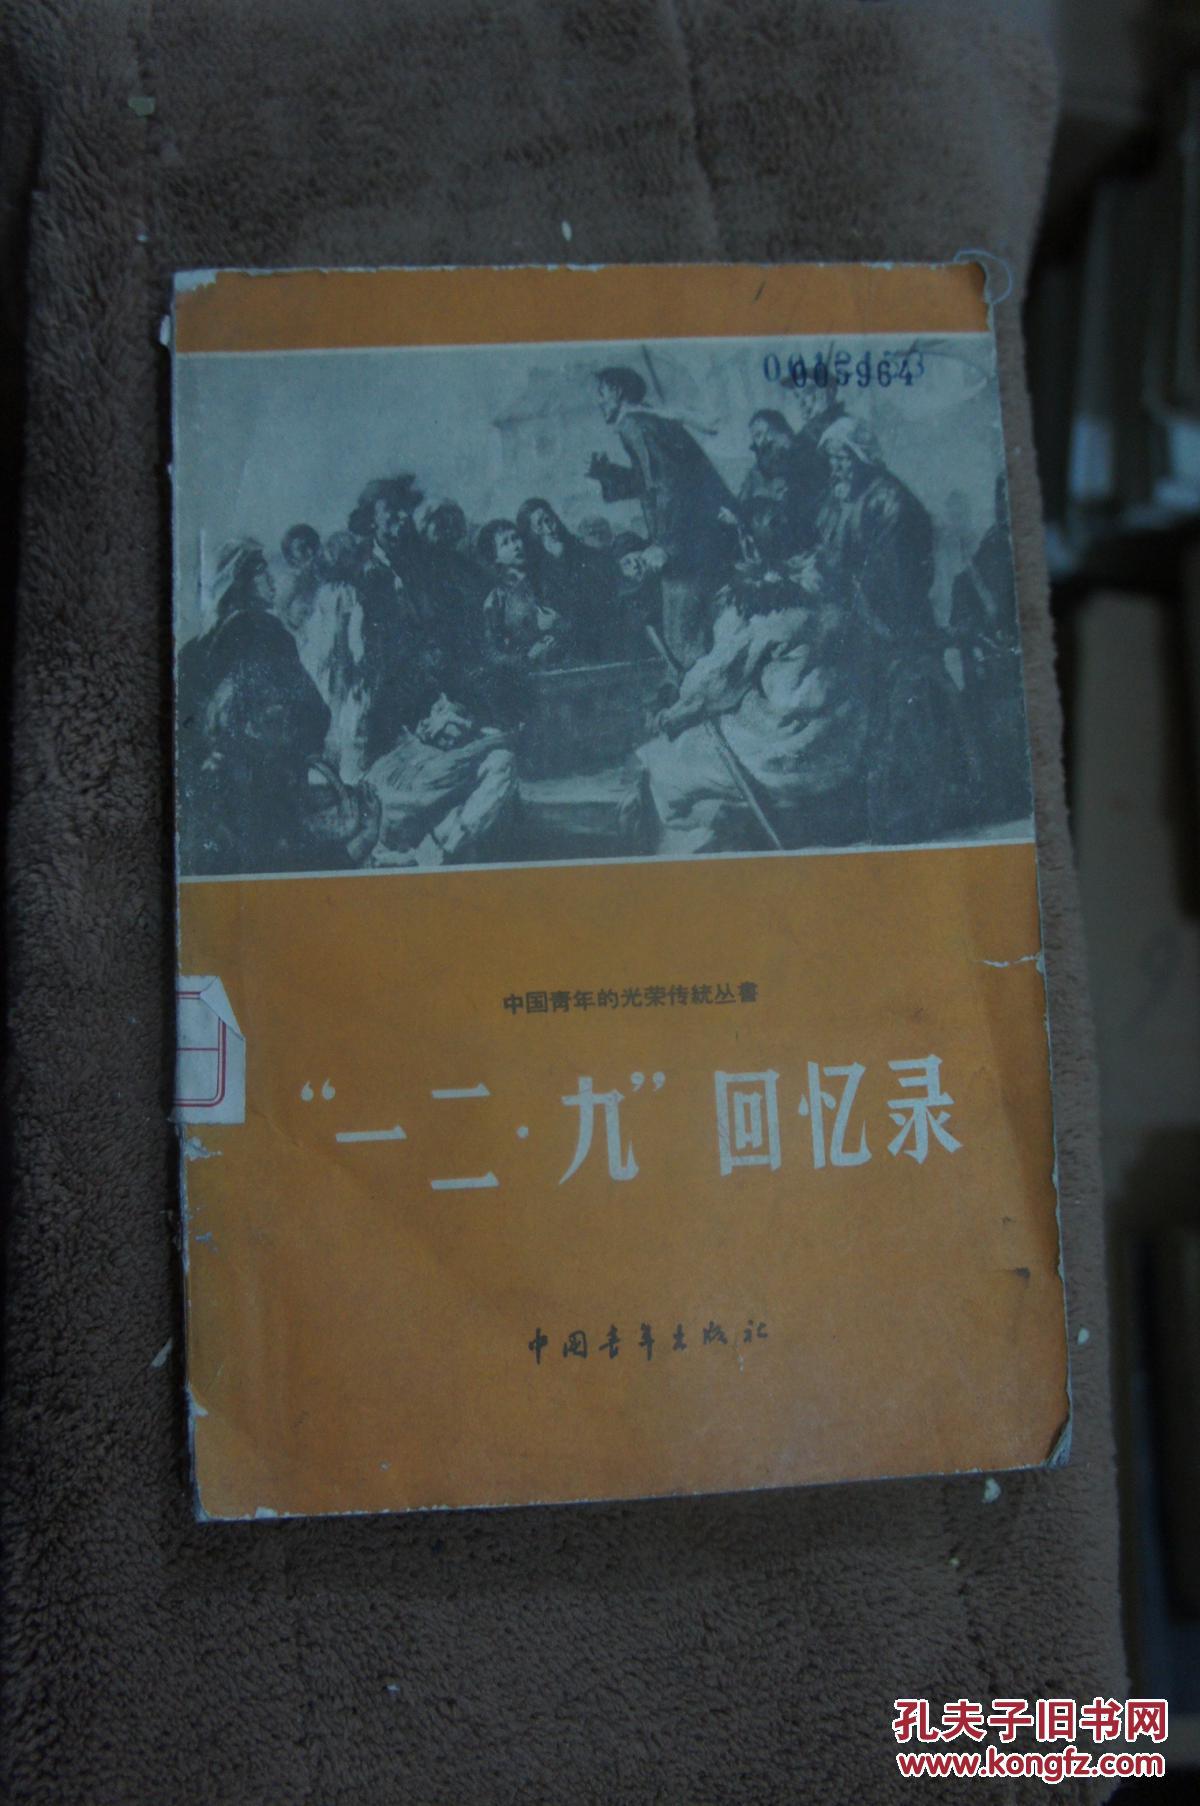 005964
中国青年的光荣传統丛書
“一二·九”回忆录
中国青年出版社
孔夫子旧书网
www.kongfz.com